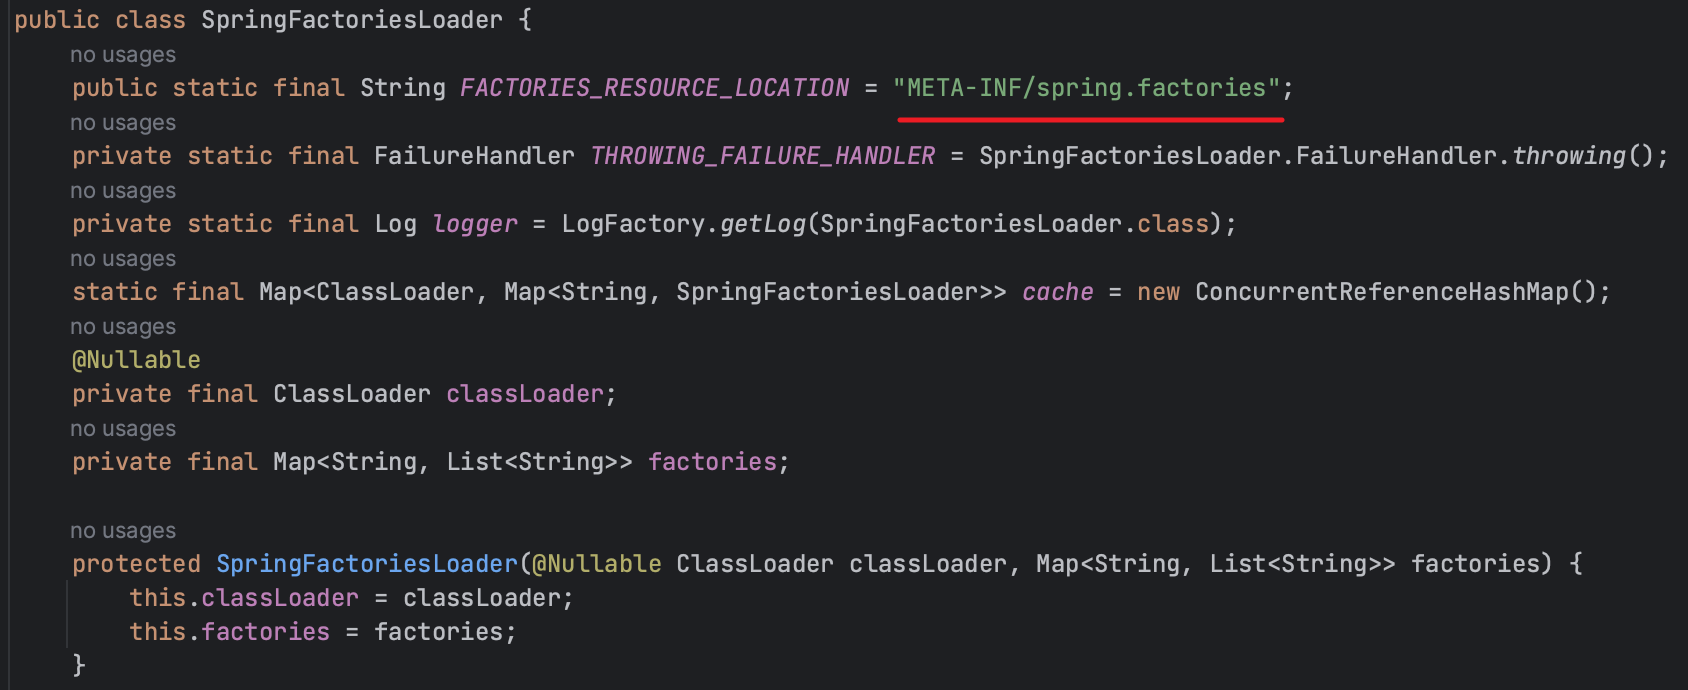 public class SpringFactoriesLoader {
no usages
public static final String FACTORIES_RESOURCE_LOCATION = "META-INF/spring.factories";
no usages
private static final FailureHandler THROWING_FAILURE_HANDLER = SpringFactoriesLoader.FailureHandler.throwing();
no usages
private static final Log logger = LogFactory.getLog(SpringFactoriesLoader.class);
no usages
static final Map<ClassLoader, Map<String, SpringFactoriesLoader>> cache = new ConcurrentReferenceHashMap();
no usages
@Nullable
private final ClassLoader classLoader;
no usages
private final Map<String, List<String>> factories;
no usages
protected SpringFactoriesLoader(@Nullable ClassLoader classLoader, Map<String, List<String>> factories) {
this.classLoader = classLoader;
this.factories = factories;
}